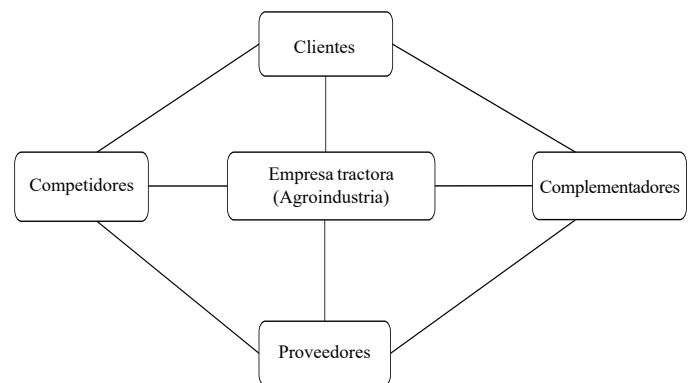 Clientes
Competidores
Empresa tractora
(Agroindustria)
Complementadores
Proveedores